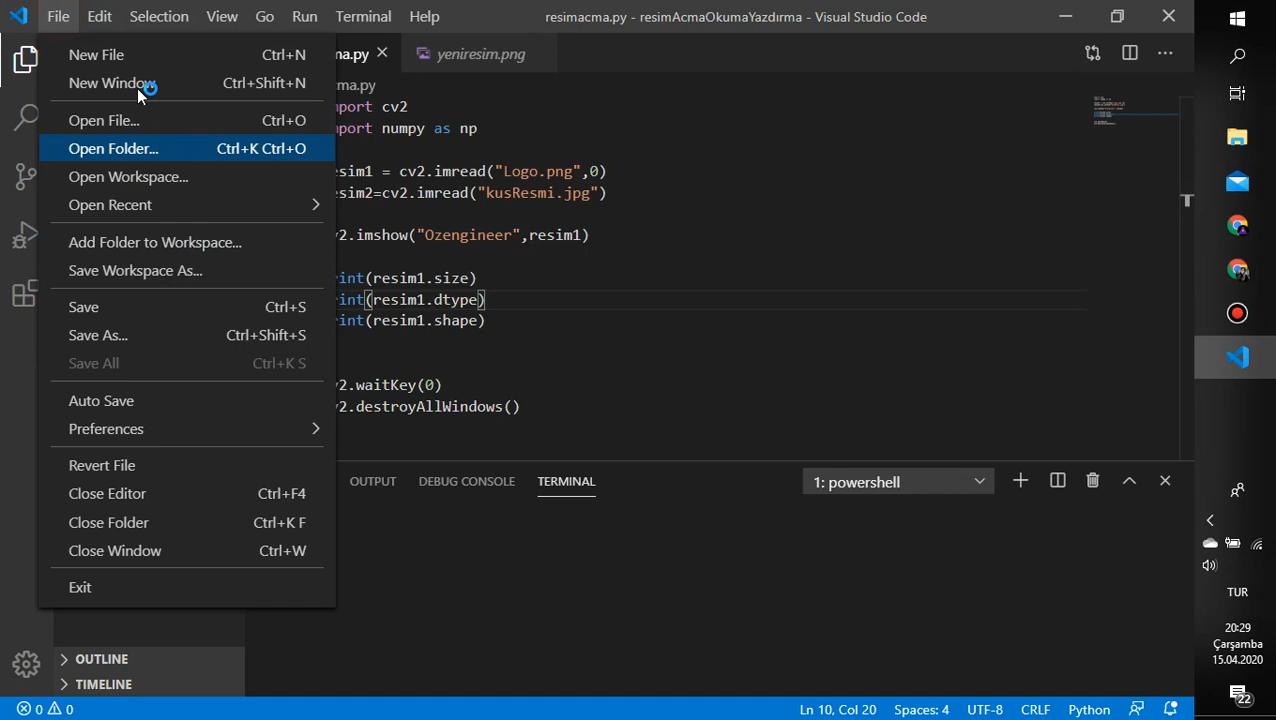 File Edit Selection View Go Run Terminal Help resimacma.py - resimAcmaOkumaYazdırma - Visual Studio Code
ma.py yeniresim.png
ma.py
New File Ctrl+N
New Window Ctrl+Shift+N
Open File... Ctrl+O
Open Folder... Ctrl+K Ctrl+O
Open Workspace...
Open Recent
Add Folder to Workspace...
Save Workspace As...
Save Ctrl+S
Save As... Ctrl+Shift+S
Save All Ctrl+K S
Auto Save
Preferences
Revert File
Close Editor Ctrl+F4
Close Folder Ctrl+K F
Close Window Ctrl+W
Exit
mport cv2
mport numpy as np
esim1 = cv2.imread("Logo.png",0)
esim2=cv2.imread("kusResmi.jpg")
v2.imshow("Ozengineer",resim1)
int(resim1.size)
int(resim1.dtype)
int(resim1.shape)
v2.waitKey(0)
v2.destroyAllWindows()
OUTPUT DEBUG CONSOLE TERMINAL 1: powershell
OUTLINE
TIMELINE
0 0 Ln 10, Col 20 Spaces: 4 UTF-8 CRLF Python
TUR
20:29
Çarşamba
15.04.2020
22